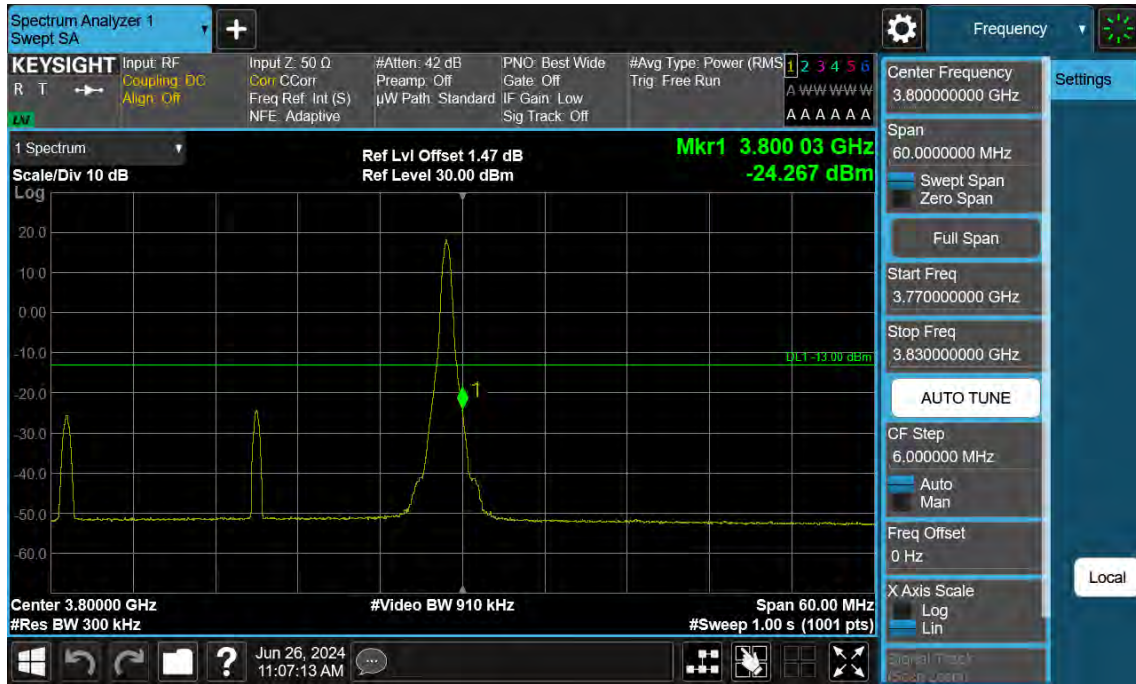 Spectrum Analyzer 1
Swept SA
+
Frequency
KEYSIGHT
R T
LXI
Input: RF
Coupling: DC
Align: Off
Input Z: 50 Ω
Corr CCorr
Freq Ref: Int (S)
NFE: Adaptive
#Atten: 42 dB
Preamp: Off
µW Path: Standard
PNO: Best Wide
Gate: Off
IF Gain: Low
Sig Track: Off
#Avg Type: Power (RMS
Trig: Free Run
1 2 3 4 5 6
A W W W W W
A A A A A A
Center Frequency
3.800000000 GHz
Settings
Span
60.0000000 MHz
Swept Span
Zero Span
Full Span
Start Freq
3.770000000 GHz
Stop Freq
3.830000000 GHz
AUTO TUNE
CF Step
6.000000 MHz
Auto
Man
Freq Offset
0 Hz
X Axis Scale
Log
Lin
Signal Track
(Span Zoom)
Local
1 Spectrum
Scale/Div 10 dB
Log
Ref Lvl Offset 1.47 dB
Ref Level 30.00 dBm
Mkr1 3.800 03 GHz
-24.267 dBm
20.0
10.0
0.00
-10.0
DL1 -13.00 dBm
-20.0
1
-30.0
-40.0
-50.0
-60.0
Center 3.80000 GHz
#Video BW 910 kHz
Span 60.00 MHz
#Res BW 300 kHz
#Sweep 1.00 s (1001 pts)
?
Jun 26, 2024
11:07:13 AM